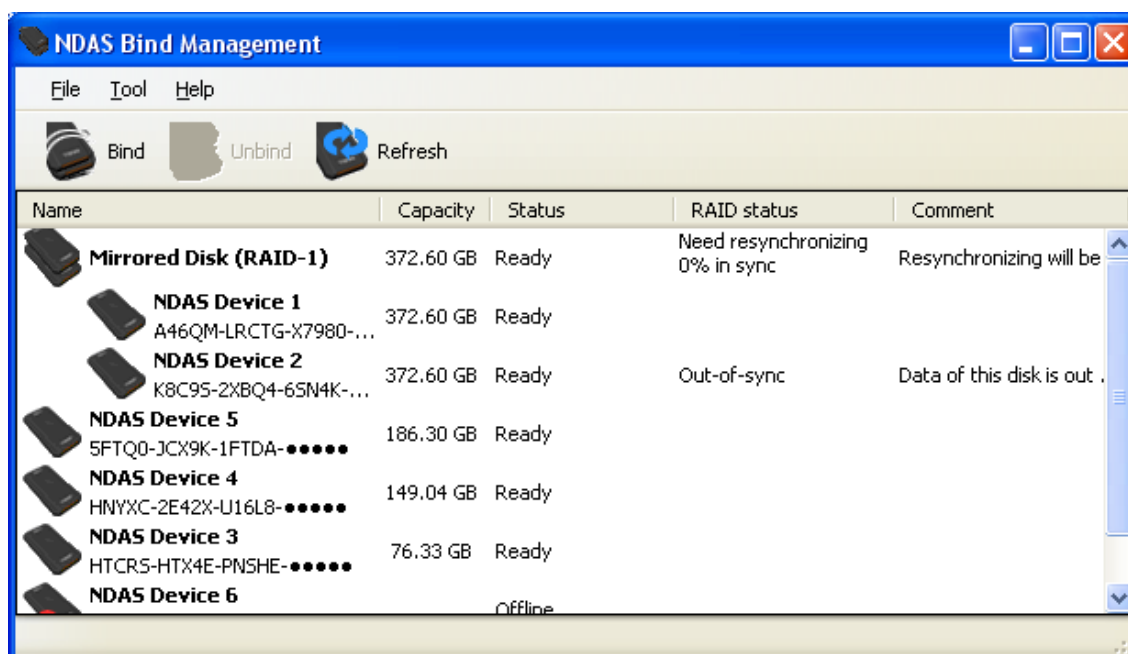 NDAS Bind Management
File Tool Help
Bind Unbind Refresh
Name Capacity Status RAID status Comment
Mirrored Disk (RAID-1) 372.60 GB Ready Need resynchronizing
0% in sync Resynchronizing will be
NDAS Device 1
A46QM-LRCTG-X7980-... 372.60 GB Ready
NDAS Device 2
K8C9S-2XBQ4-6SN4K-... 372.60 GB Ready Out-of-sync Data of this disk is out .
NDAS Device 5
5FTQ0-JCX9K-1FTDA-●●●●● 186.30 GB Ready
NDAS Device 4
HNYXC-2E42X-U16L8-●●●●● 149.04 GB Ready
NDAS Device 3
HTCRS-HTX4E-PNSHE-●●●●● 76.33 GB Ready
NDAS Device 6
Offline